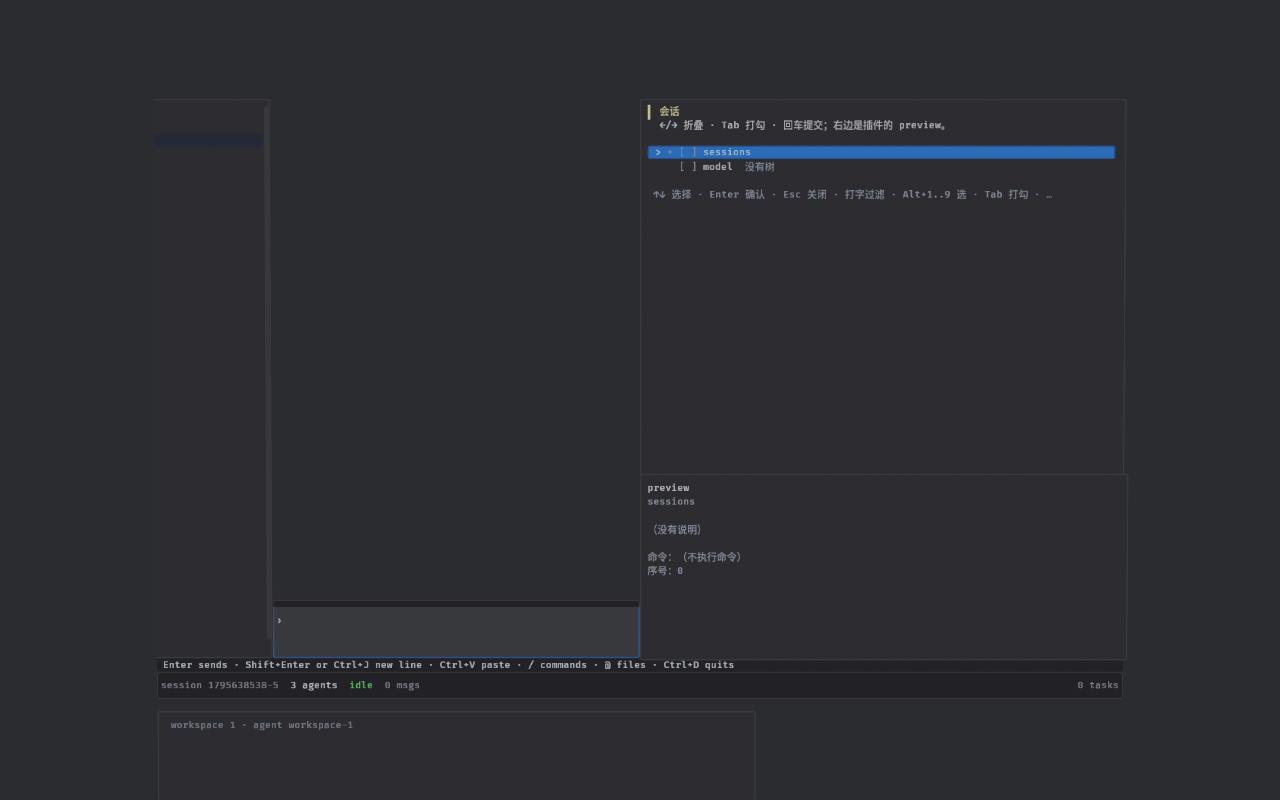 会话
←/→ 折叠 · Tab 打勾 · 回车提交；右边是插件的 preview。
> [ ] sessions
[ ] model 没有树
↑↓ 选择 · Enter 确认 · Esc 关闭 · 打字过滤 · Alt+1..9 选 · Tab 打勾 · …
preview
sessions
（没有说明）
命令：（不执行命令）
序号：0
›
Enter sends · Shift+Enter or Ctrl+J new line · Ctrl+V paste · / commands · @ files · Ctrl+D quits
session 1795638538-5 3 agents idle 0 msgs 0 tasks
workspace 1 · agent workspace-1